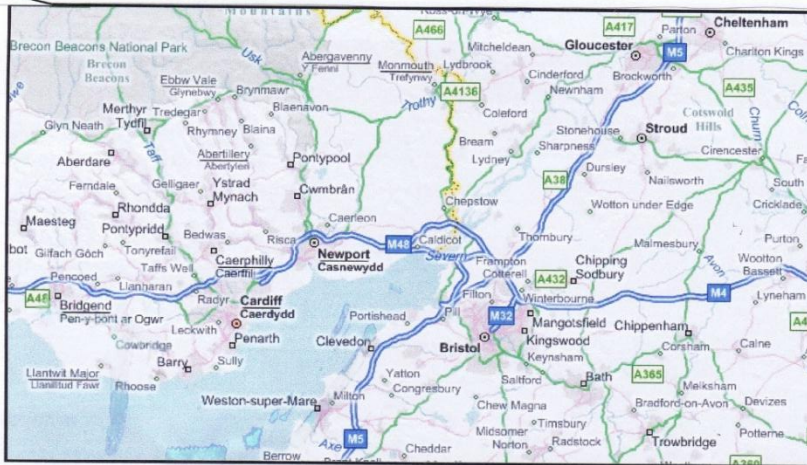 Mountains
A466
A417
Parton
Cheltenham
Brecon Beacons National Park
Brecon
Beacons
Usk
Abergavenny
Y Fenni
Monmouth
Trefynwy
Lydbrook
Mitcheldean
Gloucester
M5
Charlton Kings
Ebbw Vale
Glynebwy
Brynmawr
A4136
Cinderford
Newnham
Brockworth
A435
Merthyr
Tydfil
Tredegar
Blaenavon
Trothy
Coleford
Cotswold
Hills
Churn
Glyn Neath
Rhymney
Blaina
Bream
Stonehouse
Stroud
Taff
Abertillery
Abertyleri
Pontypool
Lydney
Sharpness
Cirencester
Aberdare
Dursley
Ferndale
Gelligaer
Ystrad
Mynach
Cwmbrân
A38
Nailsworth
South
Rhondda
Chepstow
Wotton under Edge
Cricklade
Maesteg
Pontypridd
Bedwas
Risca
Caerleon
M48
Caldicot
Thornbury
Malmesbury
Purton
bot
Gilfach Göch
Tonyrefail
Caerphilly
Caerffili
Newport
Casnewydd
Severn
Frampton
Cotterell
Chipping
Sodbury
Avon
Wootton
Bassett
Pencoed
Taffs Well
A432
A48
Llanharan
Radyr
Filton
Winterbourne
M4
Lyneham
Bridgend
Pen-y-bont ar Ogwr
Cardiff
Caerdydd
Portishead
Pill
M32
Mangotsfield
Chippenham
A4
Leckwith
Penarth
Clevedon
Bristol
Kingswood
Cowbridge
Keynsham
Corsham
Calne
Barry
Sully
Llantwit Major
Llanilltud Fawr
Rhoose
Yatton
Saltford
Bath
A365
Milton
Congresbury
Melksham
Weston-super-Mare
Chew Magna
Bradford-on-Avon
Devizes
Timsbury
M5
Midsomer
Norton
Radstock
Trowbridge
Potterne
Axe
Berrow
Cheddar